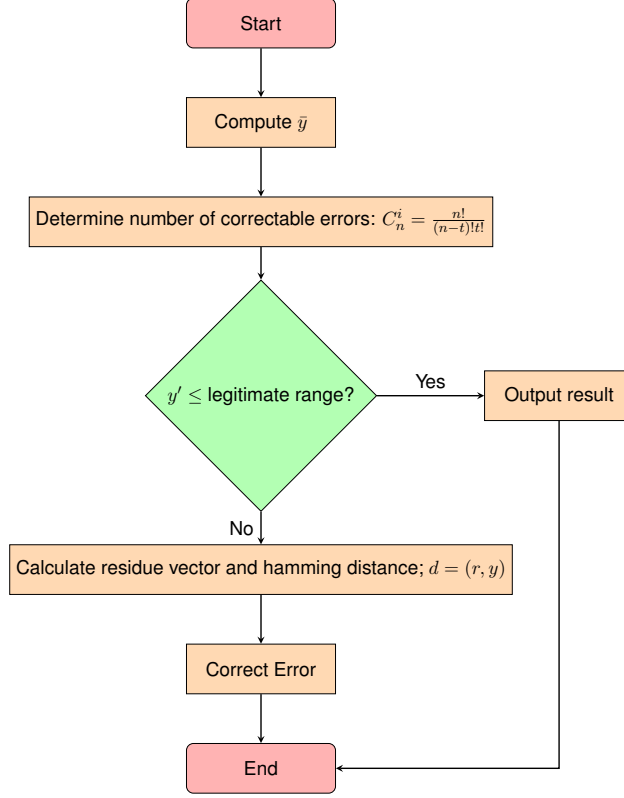 Start
Compute ȳ
Determine number of correctable errors: $C_n^i = \frac{n!}{(n-t)!t!}$
y′ ≤ legitimate range?
Yes
Output result
No
Calculate residue vector and hamming distance; d = (r, y)
Correct Error
End